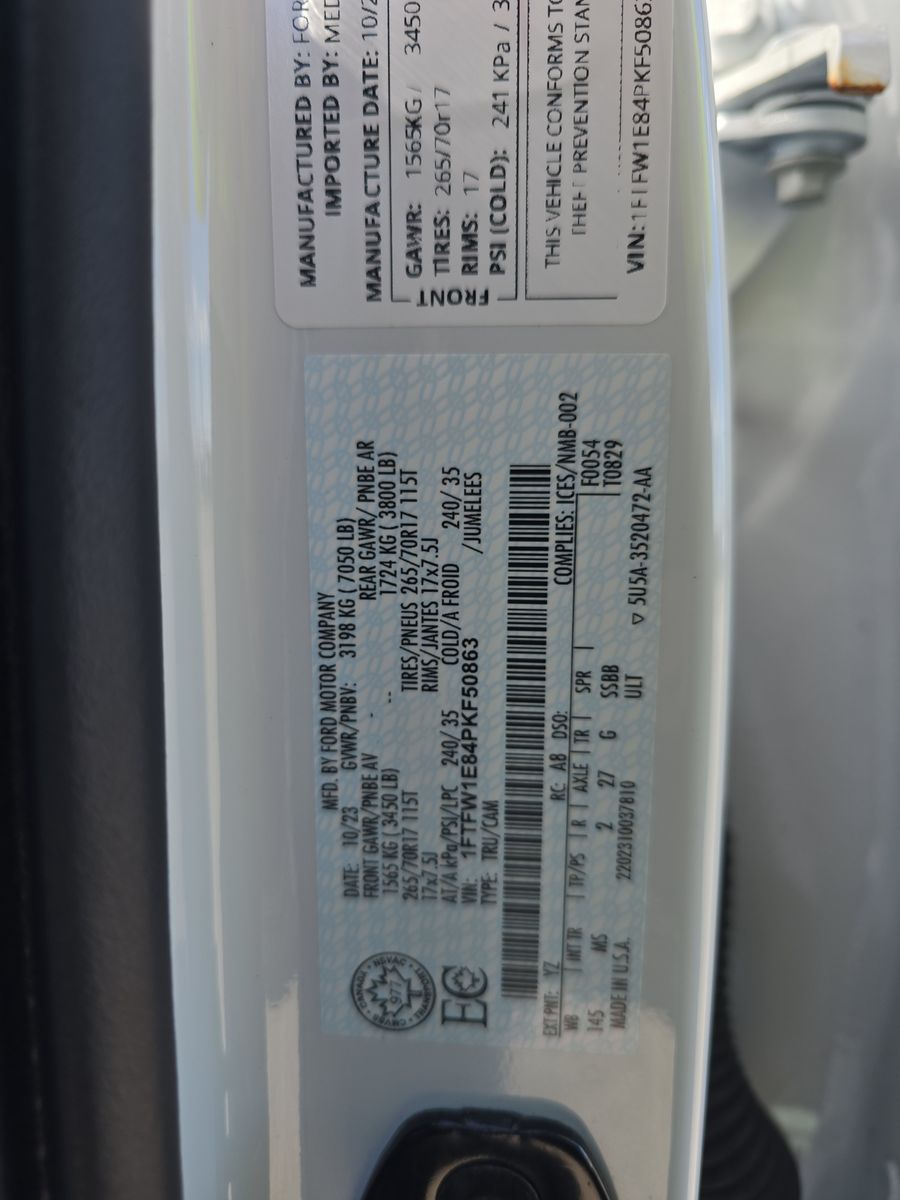 MFD. BY FORD MOTOR COMPANY
DATE: 10/23 GVWR/PNBV: 3198 KG ( 7050 LB)
FRONT GAWR/PNBE AV REAR GAWR/ PNBE AR
1565 KG ( 3450 LB) - -- 1724 KG ( 3800 LB)
265/70R17 115T TIRES/PNEUS 265/70R17 115T
17x7.5J RIMS/JANTES 17x7.5J
AT/A kPa/PSI/LPC 240/ 35 COLD/A FROID 240/ 35
VIN: 1FTFW1E84PKF50863 /JUMELEES
TYPE: TRU/CAM
CANADA • NSVAC •
977
EC
EXT PNT: YZ RC: A8 DSO: COMPLIES: ICES/NMB-002
WB | INT TR | TP/PS | R | AXLE | TR | SPR | F0054
145 MS 2 27 G SSBB T0829
MADE IN U.S.A. 2202310037810 ULT ▽ 5U5A-3520472-AA
MANUFACTURED BY: FOR
IMPORTED BY: MED
MANUFACTURE DATE: 10/2
FRONT
GAWR: 1565KG / 3450
TIRES: 265/70r17
RIMS: 17
PSI (COLD): 241 KPa / 3
THIS VEHICLE CONFORMS TO
THEFT PREVENTION STAN
VIN: 1FTFW1E84PKF5086